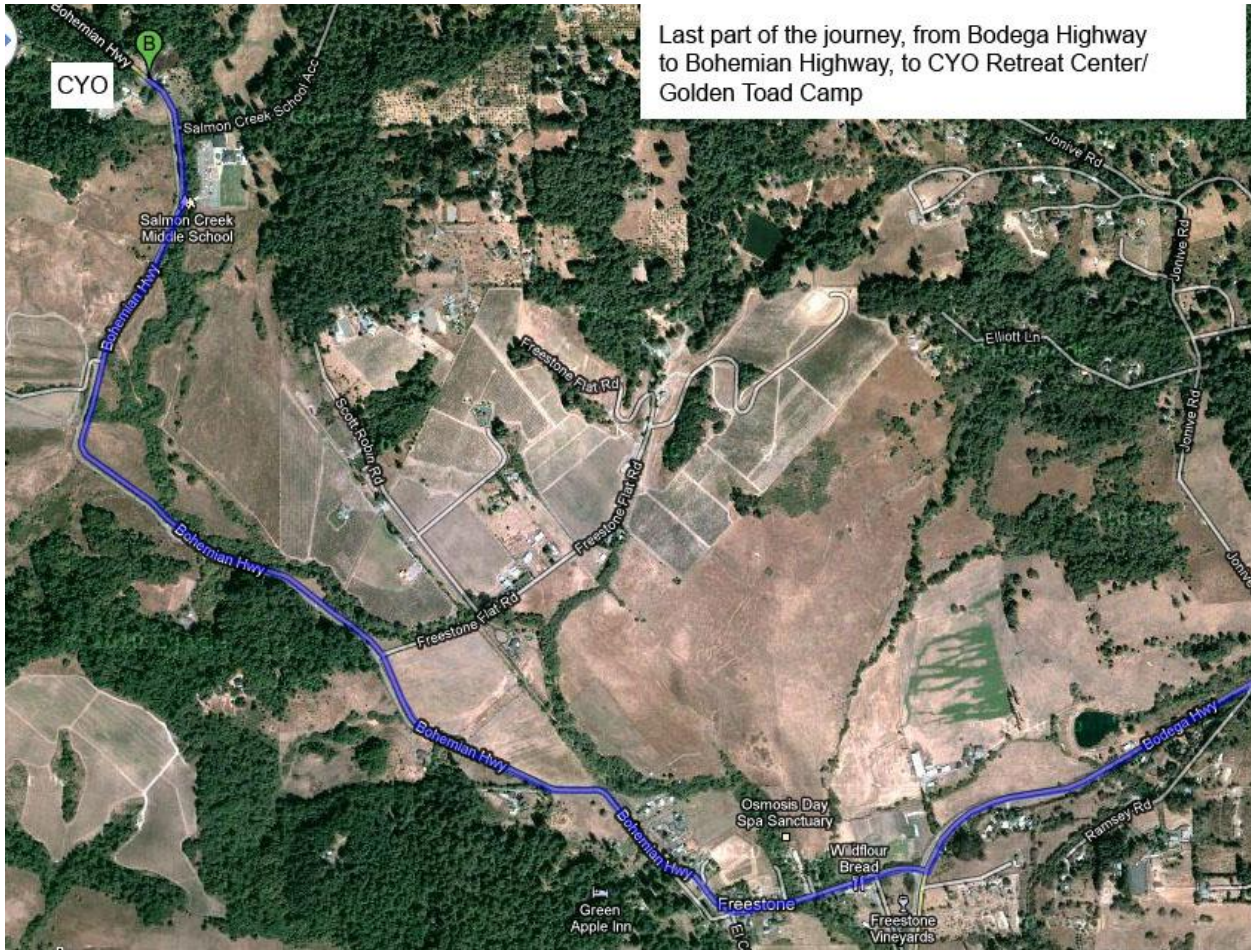 Last part of the journey, from Bodega Highway
to Bohemian Highway, to CYO Retreat Center/
Golden Toad Camp
Bohemian Hwy
B
CYO
Salmon Creek School Acc
Salmon Creek
Middle School
Bohemian Hwy
Jonive Rd
Jonive Rd
Elliott Ln
Jonive Rd
Freestone Flat Rd
Scott Robin Rd
Freestone Flat Rd
Bohemian Hwy
Freestone Flat Rd
Bohemian Hwy
Bodega Hwy
Ramsey Rd
Osmosis Day
Spa Sanctuary
Bohemian Hwy
Wildflour
Bread
Freestone
Green
Apple Inn
Freestone
Vineyards